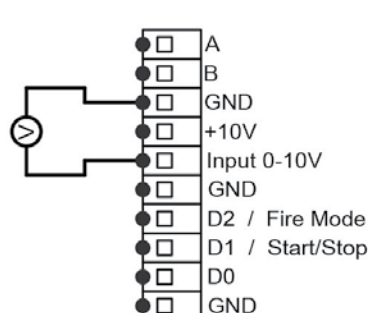 A
B
GND
+10V
V
Input 0-10V
GND
D2 / Fire Mode
D1 / Start/Stop
D0
GND